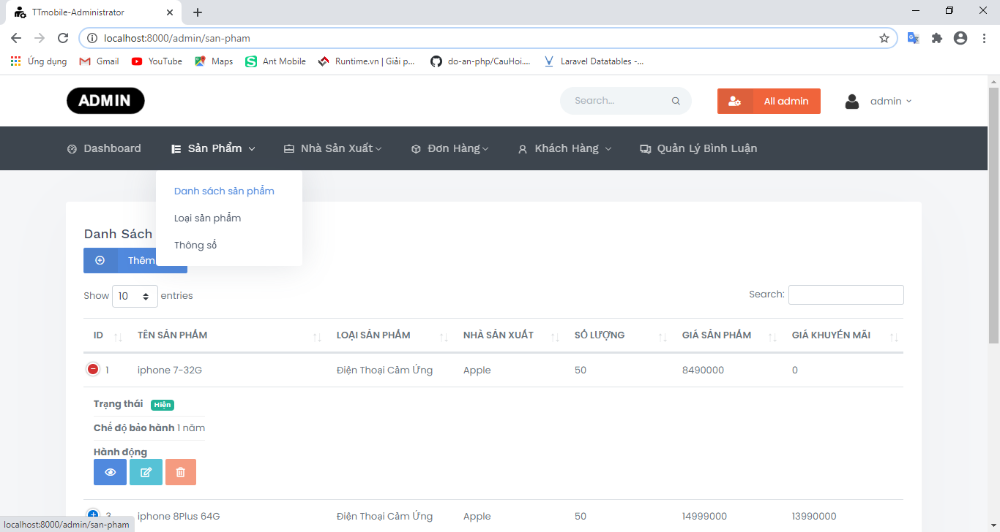 TTmobile-Administrator
localhost:8000/admin/san-pham
Ứng dụng Gmail YouTube Maps Ant Mobile Runtime.vn | Giải p... do-an-php/CauHoi.... Laravel Datatables -...
ADMIN Search... All admin admin
Dashboard Sản Phẩm Nhà Sản Xuất Đơn Hàng Khách Hàng Quản Lý Bình Luận
Danh sách sản phẩm
Loại sản phẩm
Thông số
Danh Sách
Thêm
Show 10 entries Search:
ID TÊN SẢN PHẨM LOẠI SẢN PHẨM NHÀ SẢN XUẤT SỐ LƯỢNG GIÁ SẢN PHẨM GIÁ KHUYẾN MÃI
1 iphone 7-32G Điện Thoại Cảm Ứng Apple 50 8490000 0
Trạng thái Hiện
Chế độ bảo hành 1 năm
Hành động
iphone 8Plus 64G Điện Thoại Cảm Ứng Apple 50 14999000 13990000
localhost:8000/admin/san-pham